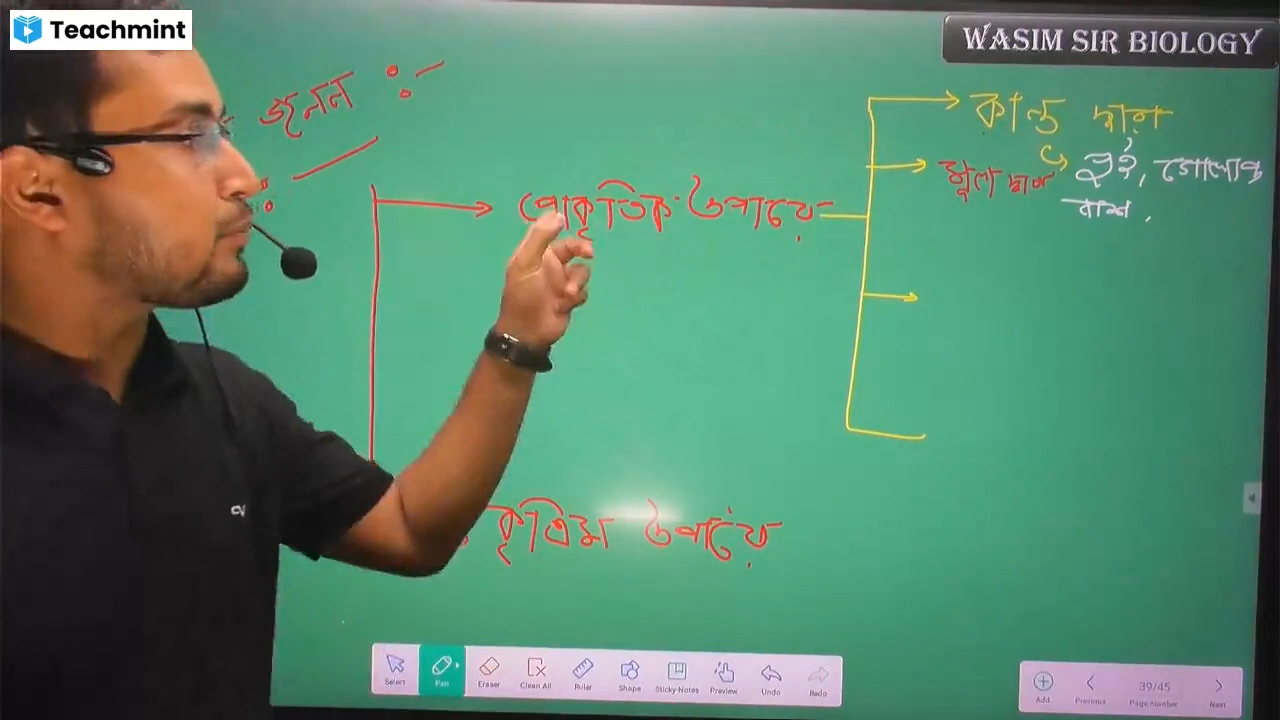 Teachmint
WASIM SIR BIOLOGY
জনন :-
প্রাকৃতিক উপায়ে
কান্ড দ্বারা
মূল দ্বারা
জুঁই, গোলাপ
বাঁশ,
কৃত্রিম উপায়ে
Select
Pen
Eraser
Clean All
Ruler
Shape
Sticky Notes
Preview
Undo
Redo
Add
Previous
39/45
Page number
Next